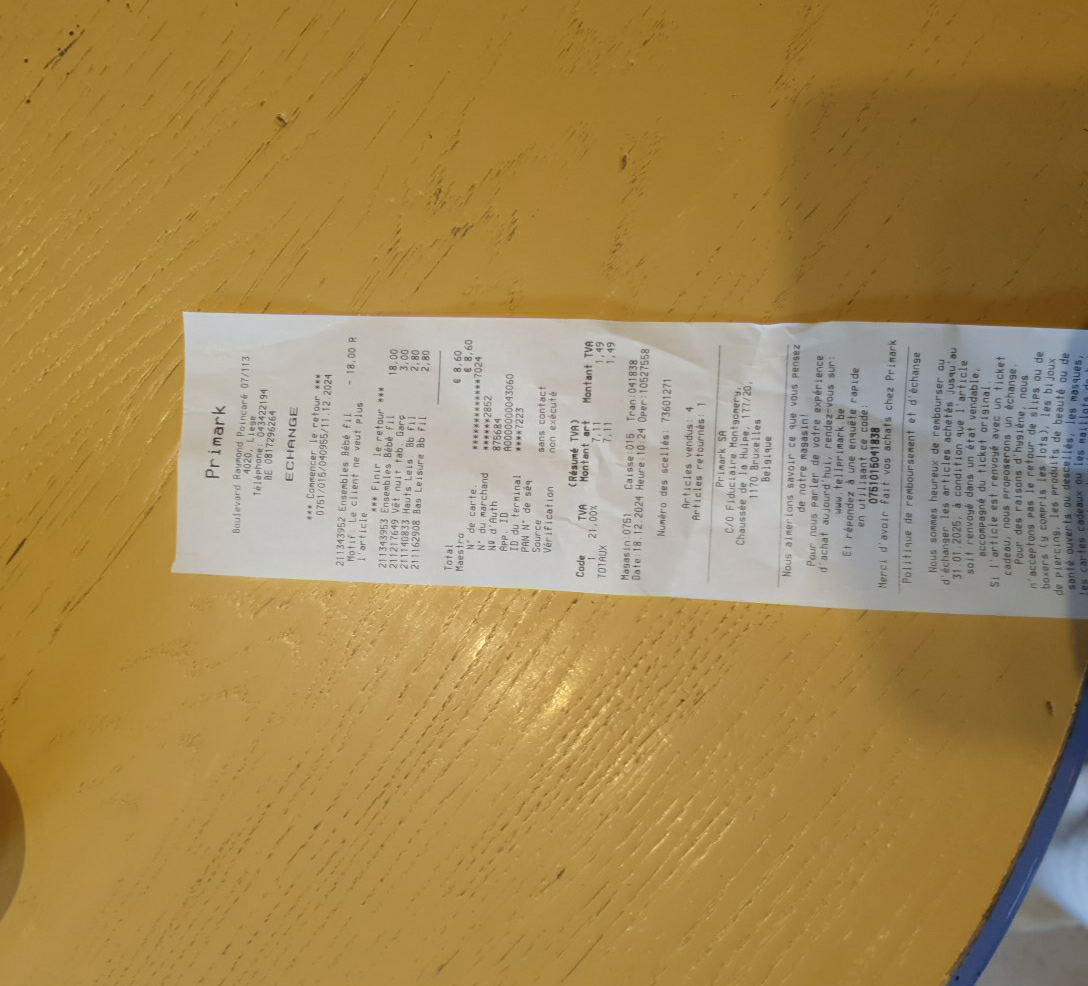 Primark
Boulevard Raymond Poincaré 07/113
4020, Liege
Téléphone 043422194
BE 0817296264
ECHANGE
*** Commencer le retour ***
0751/016/040955/11.12.2024
211343952 Ensembles Bébé Fil - 18,00 R
Motif Le client ne veut plus
l'article
*** Finir le retour ***
211343953 Ensembles Bébé Fil 18,00
211217649 Vêt nuit fab Garç 3,00
211140833 Hauts Leis. Bb Fil 2,80
211162908 Bas Leisure Bb Fil 2,80
Total € 8,60
Maestro € 8,60
N° de carte. ***************7024
N° du marchand ******2852
Nº d'Auth 875684
App. ID A0000000043060
ID du terminal ****7223
PAN N° de séq
Source sans contact
Vérification non exécuté
(Résumé TVA)
Code TVA Montant art Montant TVA
1 21,00% 7,11 1,49
TOTAUX 7,11 1,49
Magasin 0751 Caisse:015 Tran:041838
Date:18.12.2024 Heure:10:24 Oper:10527568
Numéro des scellés: 73601271
Articles vendus: 4
Articles retournés: 1
Primark SA
C/O Fiduciaire Montgomery,
Chaussée de la Hulpe, 177/20,
1170 Bruxelles
Belgique
Nous aimerions savoir ce que vous pensez
de notre magasin!
Pour nous parler de votre expérience
d'achat aujourd'hui, rendez-vous sur:
www.tellprimark.be
Et répondez à une enquête rapide
en utilisant ce code:
0751015041838
Merci d'avoir fait vos achats chez Primark
Politique de remboursement et d'échange
Nous sommes heureux de rembourser ou
d'échanger les articles achetés jusqu'au
31.01.2025, à condition que l'article
soit renvoyé dans un état vendable,
accompagné du ticket original.
Si l'article est renvoyé avec un ticket
cadeau, nous proposerons un échange.
Pour des raisons d'hygiène, nous
n'acceptons pas le retour de slips ou de
boxers (y compris les lots), les bijoux
de piercing, les produits de beauté ou de
santé ouverts ou descellés, les masques,
les cartes cadeaux ou les maillots de